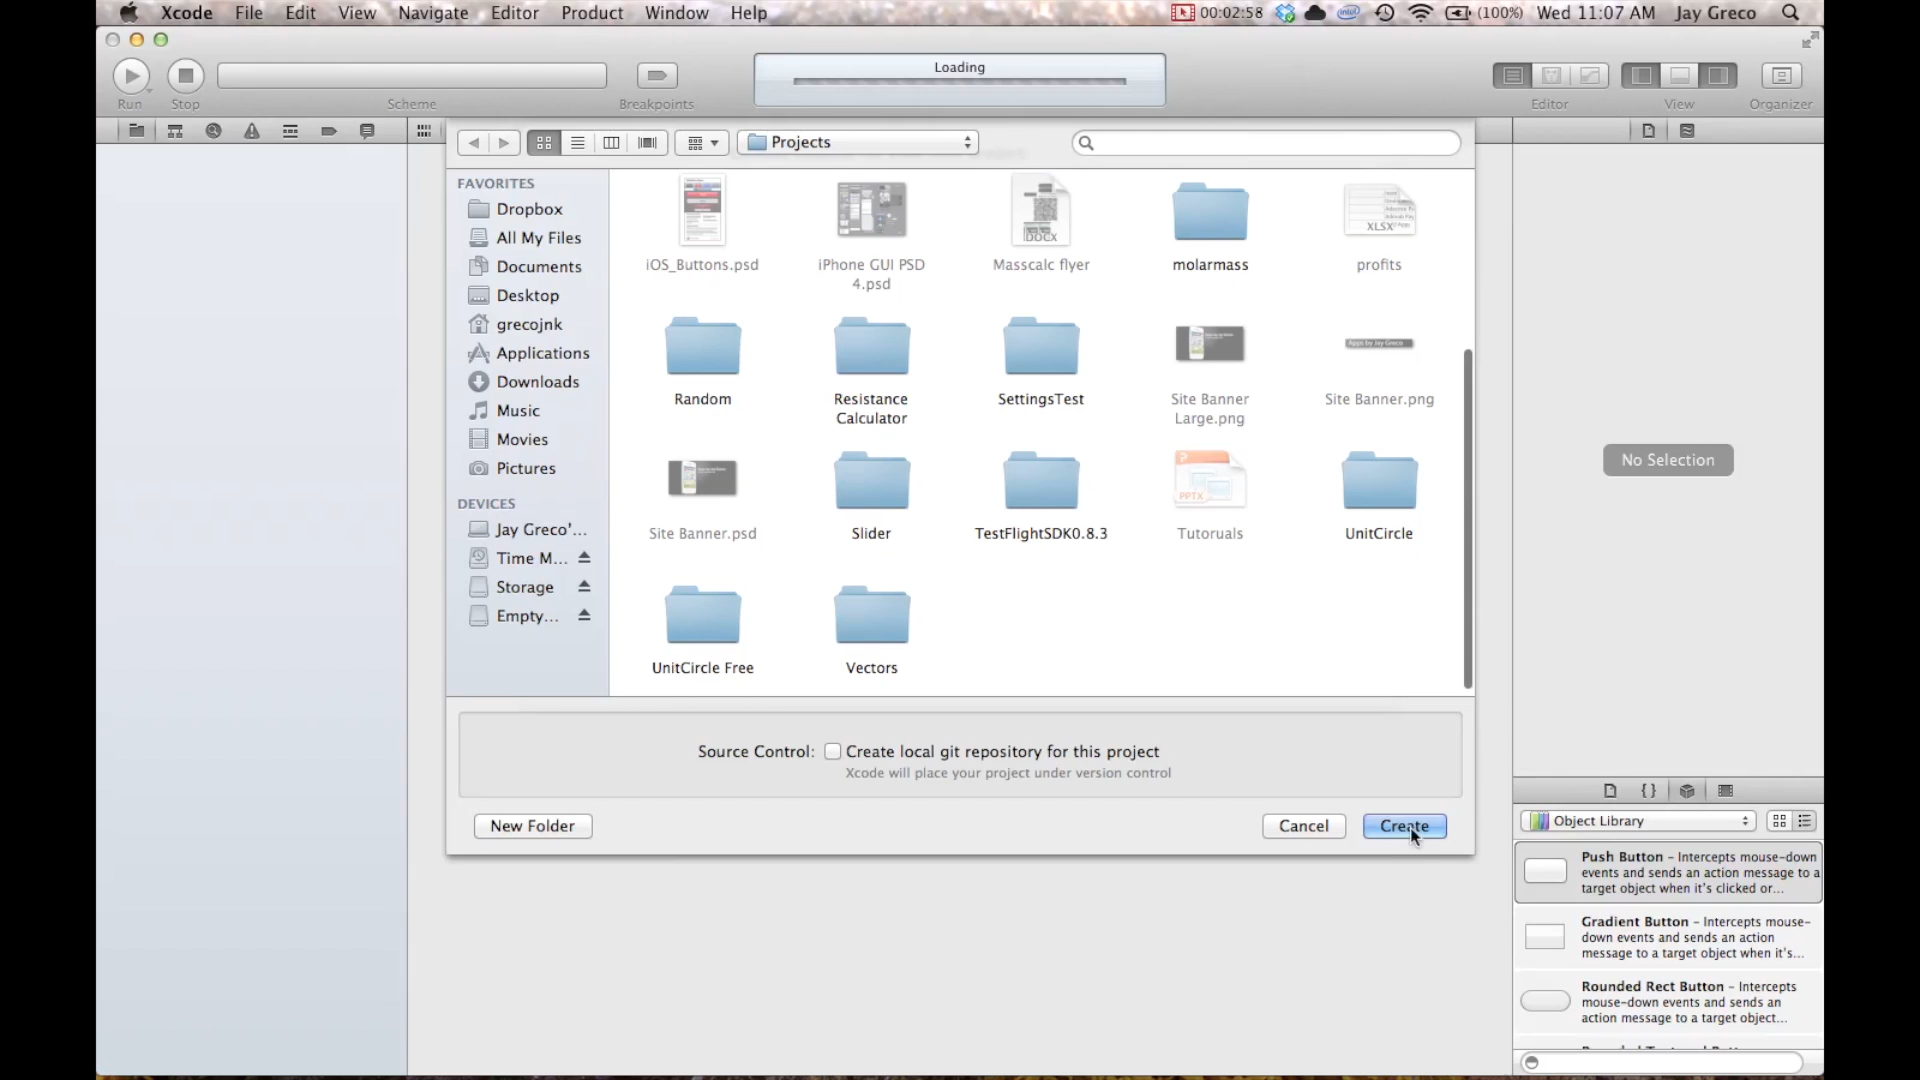 Xcode File Edit View Navigate Editor Product Window Help 00:02:58 (100%) Wed 11:07 AM Jay Greco
Loading
Run Stop Scheme Breakpoints Editor View Organizer
Projects
FAVORITES
Dropbox
All My Files
Documents
Desktop
grecojnk
Applications
Downloads
Music
Movies
Pictures
DEVICES
Jay Greco'...
Time M...
Storage
Empty...
DOCX
XLSX
iOS_Buttons.psd
iPhone GUI PSD
4.psd
Masscalc flyer
molarmass
profits
Apps by Jay Greco
Random
Resistance
Calculator
SettingsTest
Site Banner
Large.png
Site Banner.png
PPTX
Site Banner.psd
Slider
TestFlightSDK0.8.3
Tutoruals
UnitCircle
UnitCircle Free
Vectors
Source Control: Create local git repository for this project
Xcode will place your project under version control
New Folder
Cancel
Create
No Selection
{ }
Object Library
Push Button – Intercepts mouse-down
events and sends an action message to a
target object when it's clicked or...
Gradient Button – Intercepts mouse-
down events and sends an action
message to a target object when it's...
Rounded Rect Button – Intercepts
mouse-down events and sends an
action message to a target object...